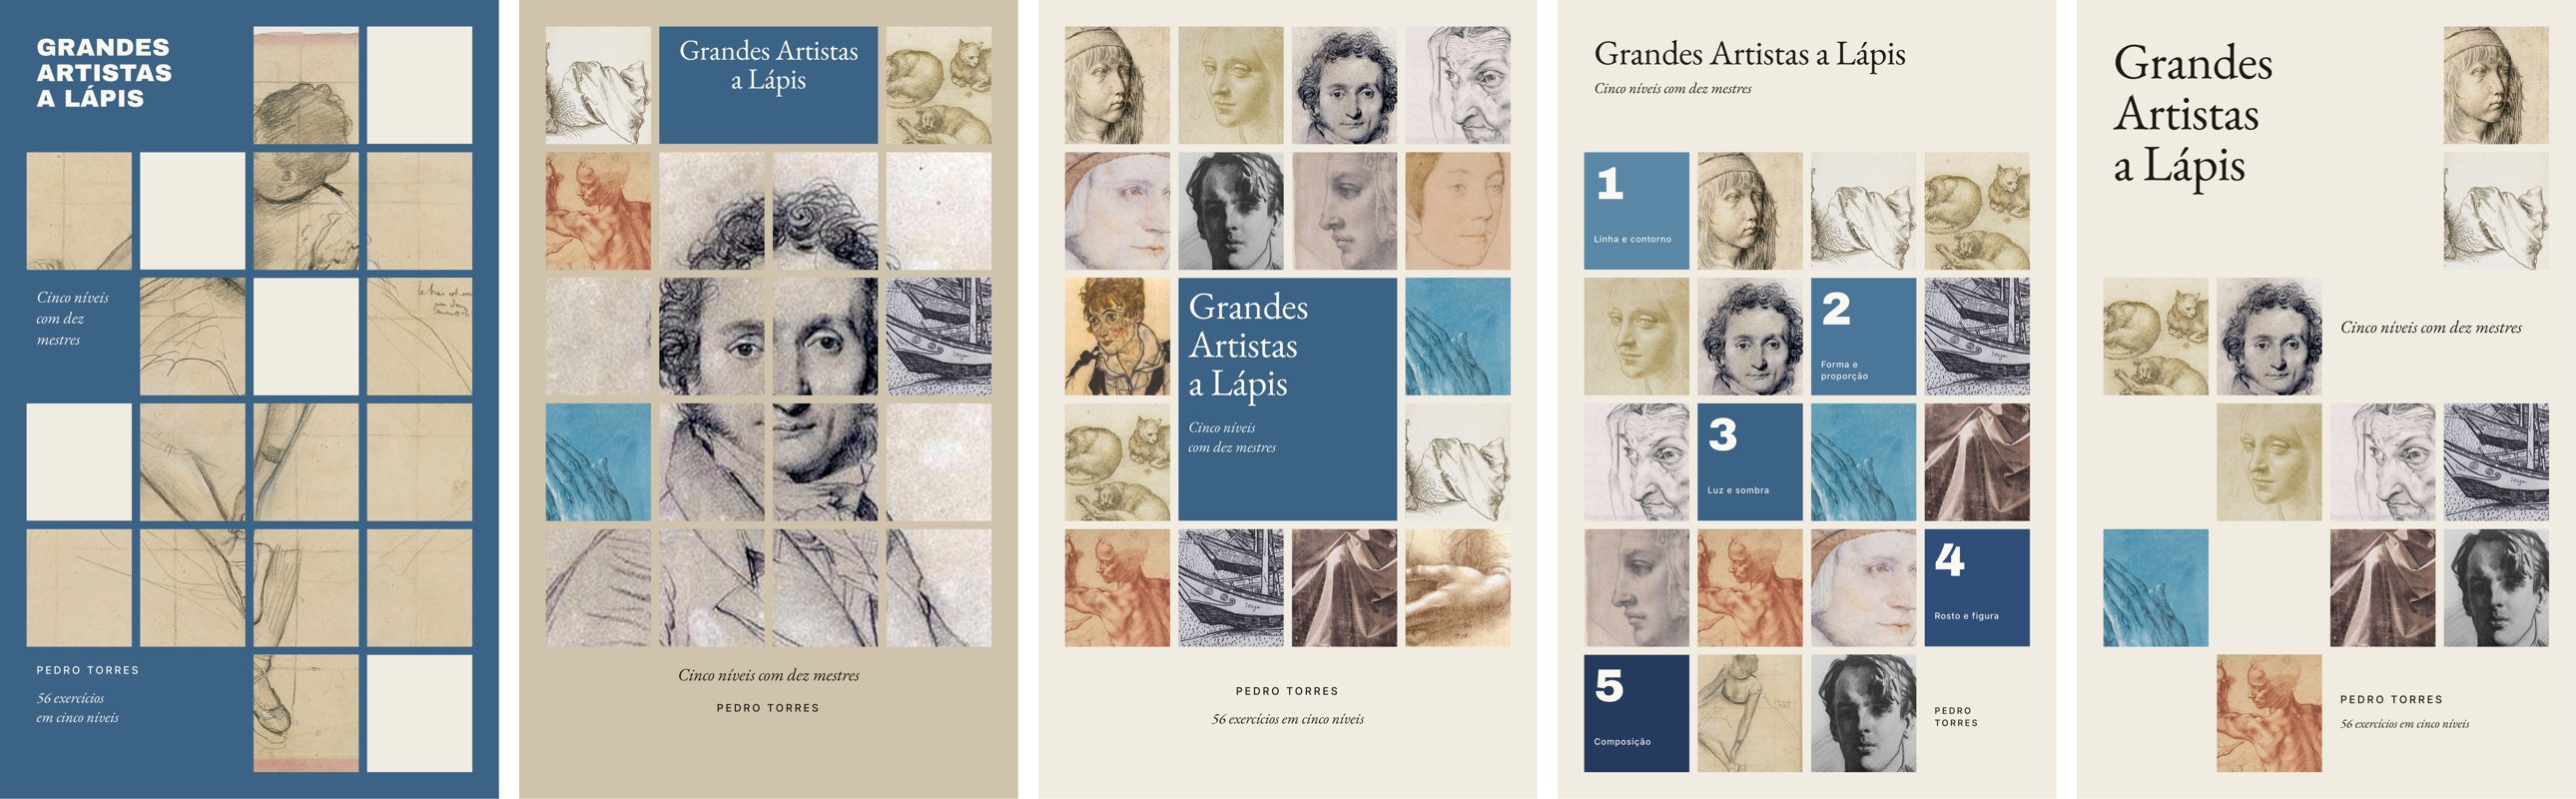 GRANDES
ARTISTAS
A LÁPIS
Cinco níveis
com dez
mestres
PEDRO TORRES
56 exercícios
em cinco níveis
Grandes Artistas
a Lápis
Cinco níveis com dez mestres
PEDRO TORRES
Grandes
Artistas
a Lápis
Cinco níveis
com dez mestres
PEDRO TORRES
56 exercícios em cinco níveis
Grandes Artistas a Lápis
Cinco níveis com dez mestres
1
Linha e contorno
2
Forma e
proporção
3
Luz e sombra
4
Rosto e figura
5
Composição
PEDRO
TORRES
Grandes
Artistas
a Lápis
Cinco níveis com dez mestres
PEDRO TORRES
56 exercícios em cinco níveis